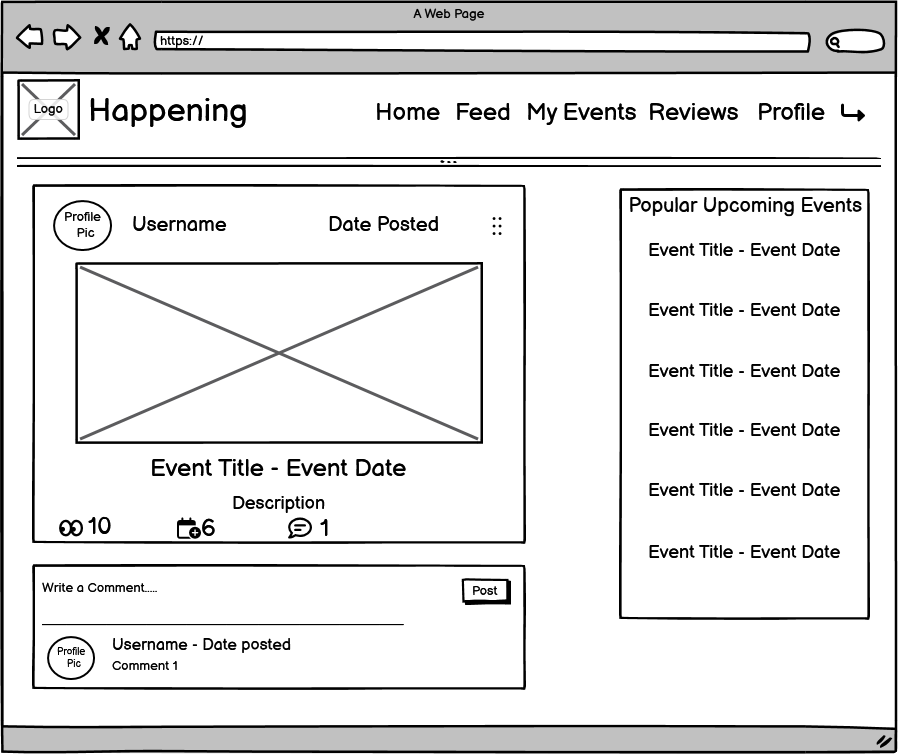 A Web Page
https://
Logo
Happening
Home Feed My Events Reviews Profile
Profile
Pic
Username
Date Posted
Event Title - Event Date
Description
10
6
1
Write a Comment.....
Post
Profile
Pic
Username - Date posted
Comment 1
Popular Upcoming Events
Event Title - Event Date
Event Title - Event Date
Event Title - Event Date
Event Title - Event Date
Event Title - Event Date
Event Title - Event Date